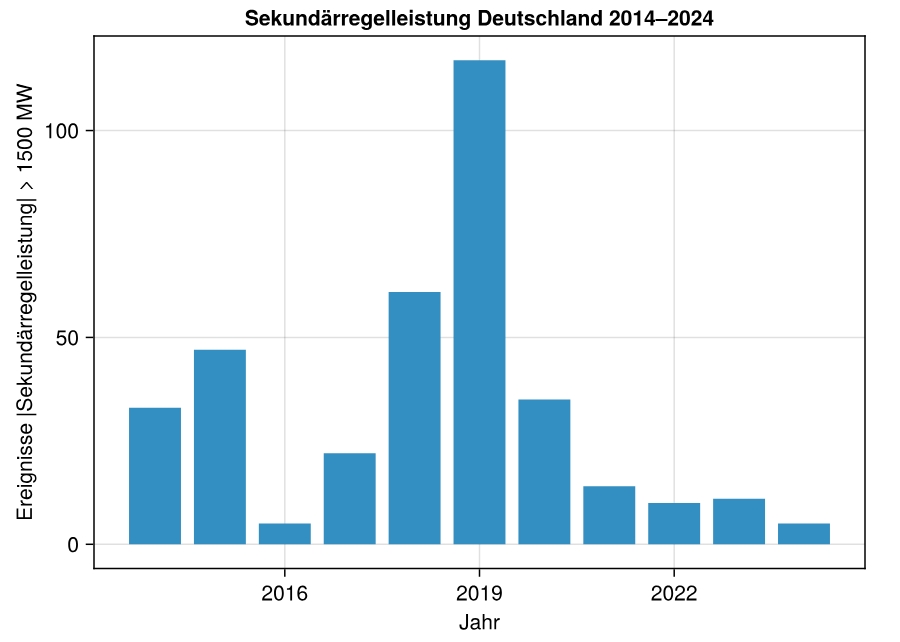 Sekundärregelleistung Deutschland 2014–2024
Ereignisse |Sekundärregelleistung| > 1500 MW
100
50
0
2016 2019 2022
Jahr